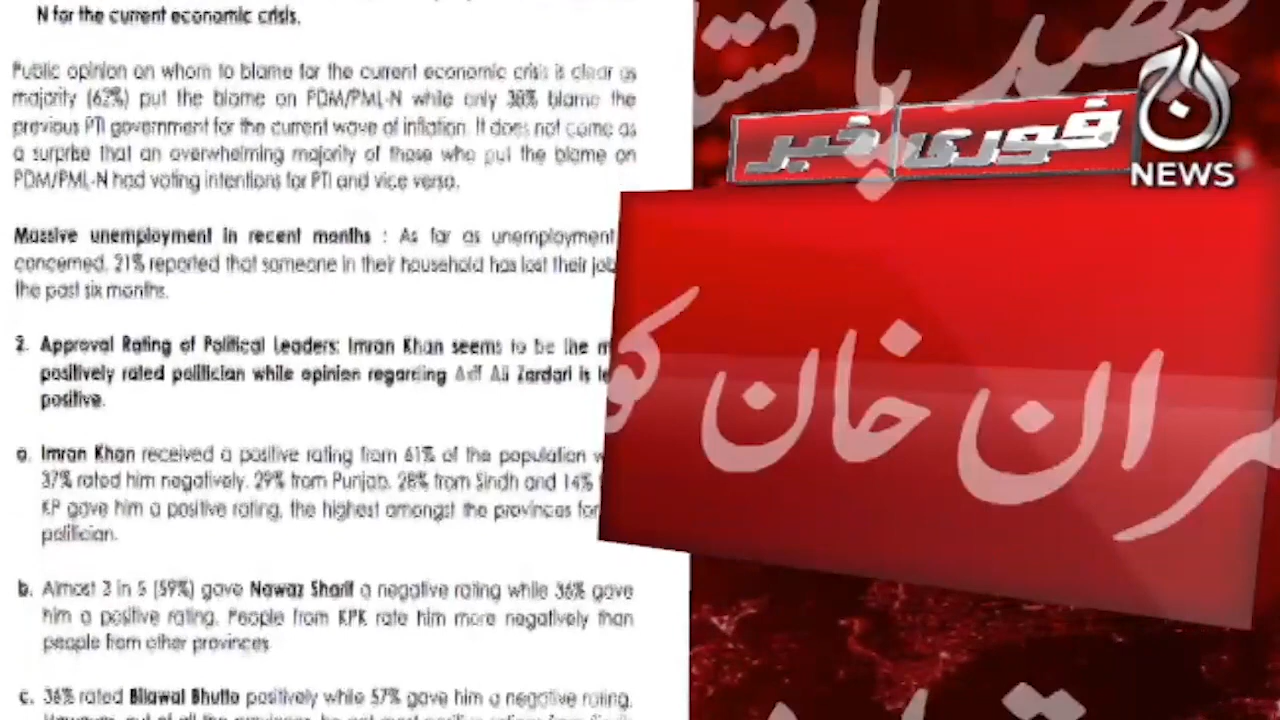 N for the current economic crisis.
Public opinion on whom to blame for the current economic crisis is clear as
majority (62%) put the blame on PDM/PML-N while only 38% blame the
previous PTI government for the current wave of inflation. It does not come as
a surprise that an overwhelming majority of those who put the blame on
PDM/PML-N had voting intentions for PTI and vice versa.
Massive unemployment in recent months : As far as unemployment
concerned, 21% reported that someone in their household has lost their job
the past six months.
2. Approval Rating of Political Leaders: Imran Khan seems to be the
positively rated politician while opinion regarding Asif Ali Zardari is
positive.
a. Imran Khan received a positive rating from 61% of the population
37% rated him negatively. 29% from Punjab, 28% from Sindh and 14%
KP gave him a positive rating, the highest amongst the provinces for
politician.
b. Almost 3 in 5 (59%) gave Nawaz Sharif a negative rating while 36% gave
him a positive rating. People from KPK rate him more negatively than
people from other provinces
c. 36% rated Bilawal Bhutto positively while 57% gave him a negative rating.
فوری خبر
NEWS
خان کو